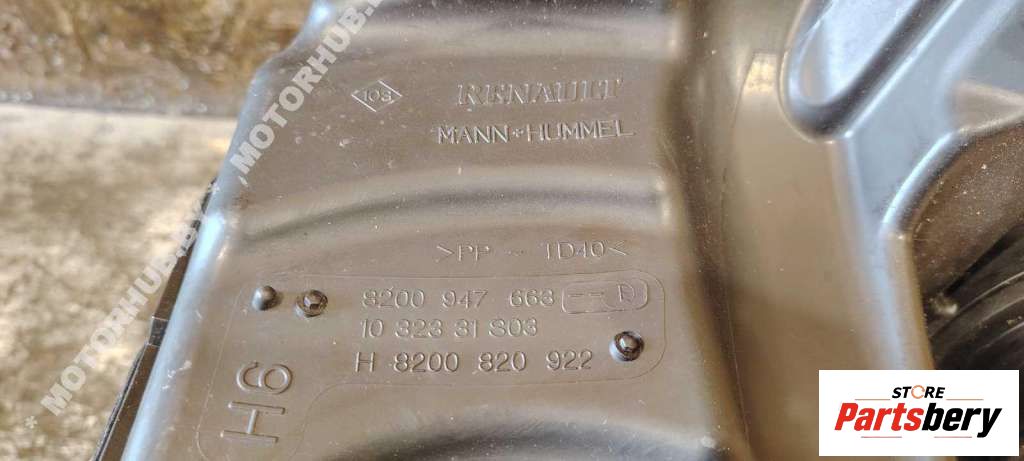 103
RENAULT
MANN+HUMMEL
>PP - TD40<
8200 947 663 --D
10 323 31 S03
H 8200 820 922
H6
MOTORHUB.BY MOTORHUB.
STORE
Partsbery